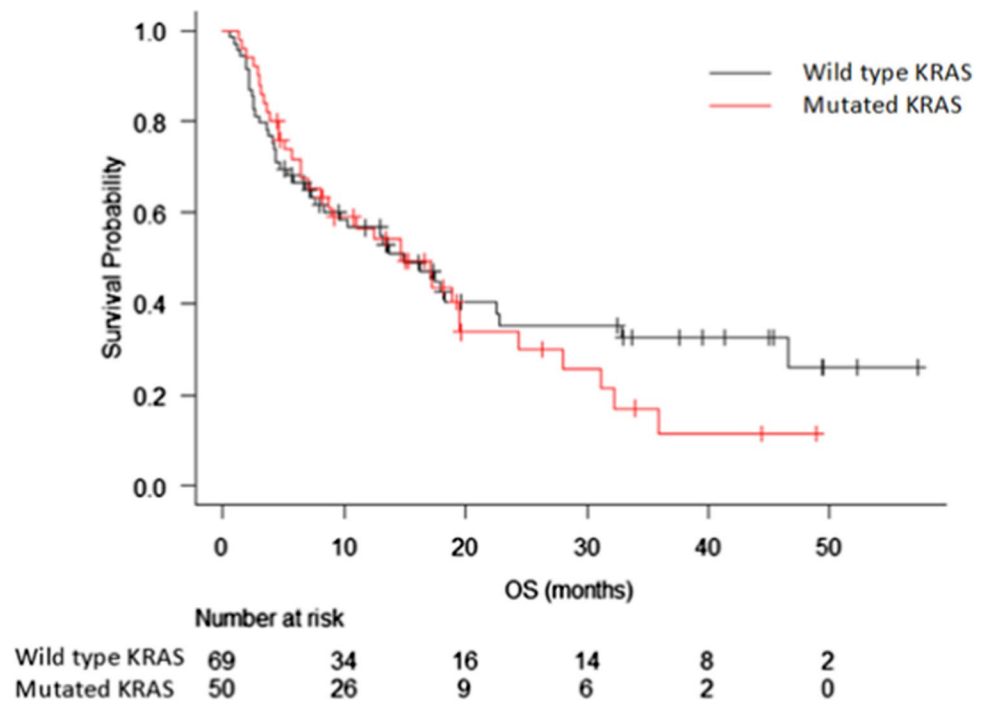 Survival Probability
1.0
0.8
0.6
0.4
0.2
0.0
Wild type KRAS
Mutated KRAS
0 10 20 30 40 50
OS (months)
Number at risk
Wild type KRAS 69 34 16 14 8 2
Mutated KRAS 50 26 9 6 2 0